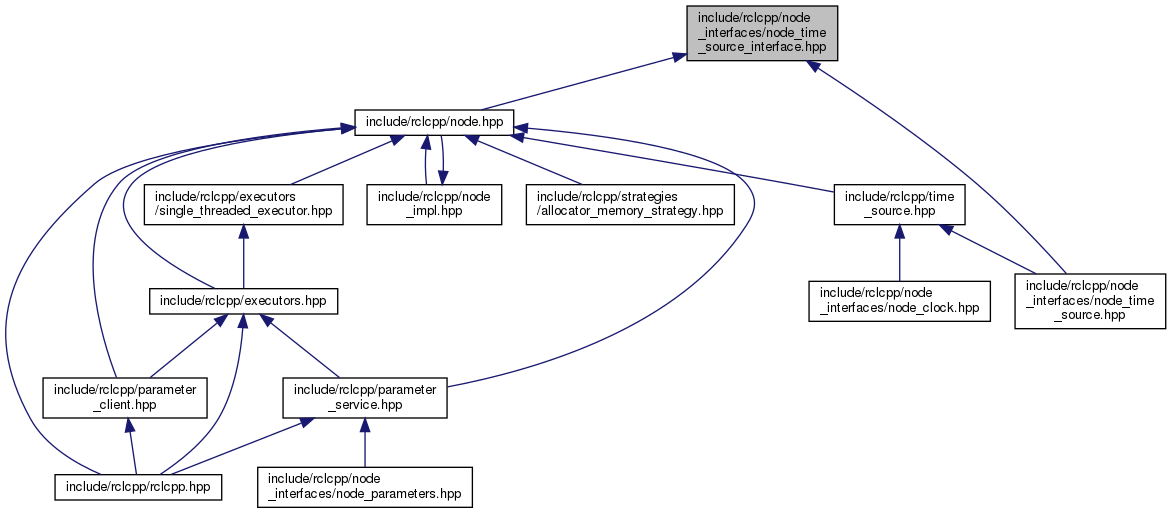 include/rclcpp/node
_interfaces/node_time
_source_interface.hpp
include/rclcpp/node.hpp
include/rclcpp/executors
/single_threaded_executor.hpp
include/rclcpp/node
_impl.hpp
include/rclcpp/strategies
/allocator_memory_strategy.hpp
include/rclcpp/time
_source.hpp
include/rclcpp/executors.hpp
include/rclcpp/node
_interfaces/node_clock.hpp
include/rclcpp/node
_interfaces/node_time
_source.hpp
include/rclcpp/parameter
_client.hpp
include/rclcpp/parameter
_service.hpp
include/rclcpp/rclcpp.hpp
include/rclcpp/node
_interfaces/node_parameters.hpp